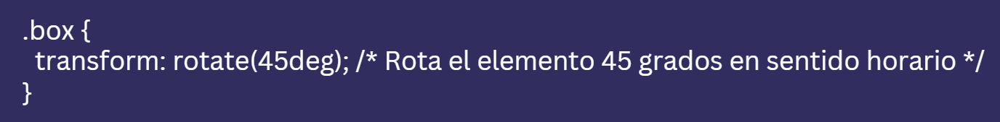 .box {
transform: rotate(45deg); /* Rota el elemento 45 grados en sentido horario */
}